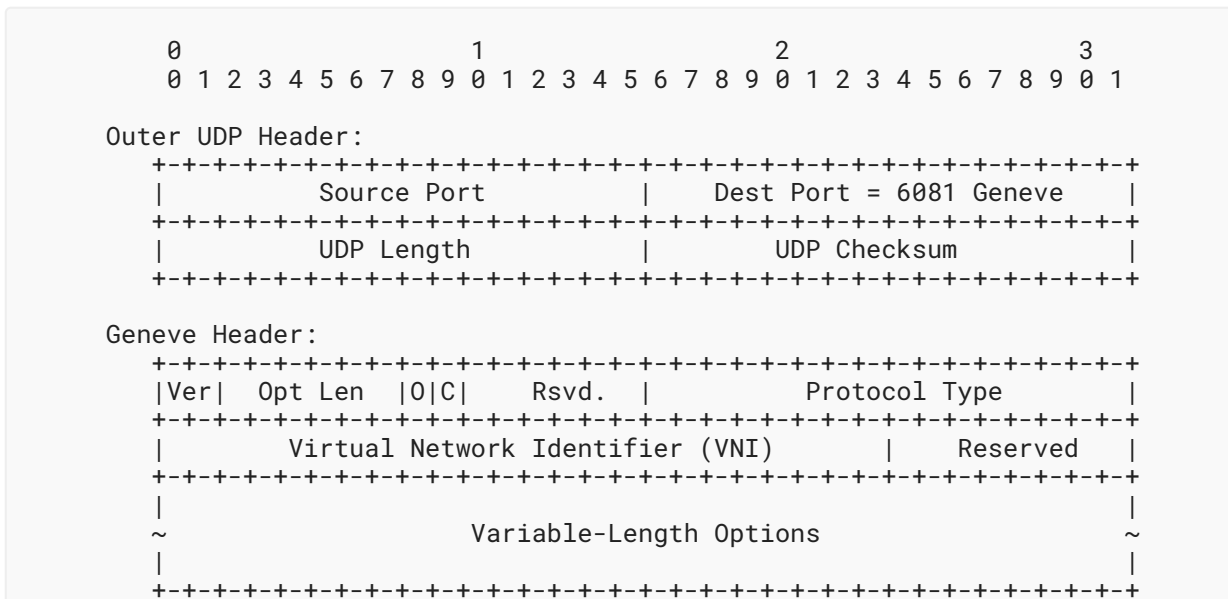 0                   1                   2                   3
    0 1 2 3 4 5 6 7 8 9 0 1 2 3 4 5 6 7 8 9 0 1 2 3 4 5 6 7 8 9 0 1

Outer UDP Header:
   +-+-+-+-+-+-+-+-+-+-+-+-+-+-+-+-+-+-+-+-+-+-+-+-+-+-+-+-+-+-+-+-+
   |          Source Port          |    Dest Port = 6081 Geneve    |
   +-+-+-+-+-+-+-+-+-+-+-+-+-+-+-+-+-+-+-+-+-+-+-+-+-+-+-+-+-+-+-+-+
   |          UDP Length           |        UDP Checksum           |
   +-+-+-+-+-+-+-+-+-+-+-+-+-+-+-+-+-+-+-+-+-+-+-+-+-+-+-+-+-+-+-+-+

Geneve Header:
   +-+-+-+-+-+-+-+-+-+-+-+-+-+-+-+-+-+-+-+-+-+-+-+-+-+-+-+-+-+-+-+-+
   |Ver|  Opt Len  |O|C|    Rsvd.  |          Protocol Type        |
   +-+-+-+-+-+-+-+-+-+-+-+-+-+-+-+-+-+-+-+-+-+-+-+-+-+-+-+-+-+-+-+-+
   |        Virtual Network Identifier (VNI)       |    Reserved   |
   +-+-+-+-+-+-+-+-+-+-+-+-+-+-+-+-+-+-+-+-+-+-+-+-+-+-+-+-+-+-+-+-+
   |                                                               |
   ~                    Variable-Length Options                    ~
   |                                                               |
   +-+-+-+-+-+-+-+-+-+-+-+-+-+-+-+-+-+-+-+-+-+-+-+-+-+-+-+-+-+-+-+-+